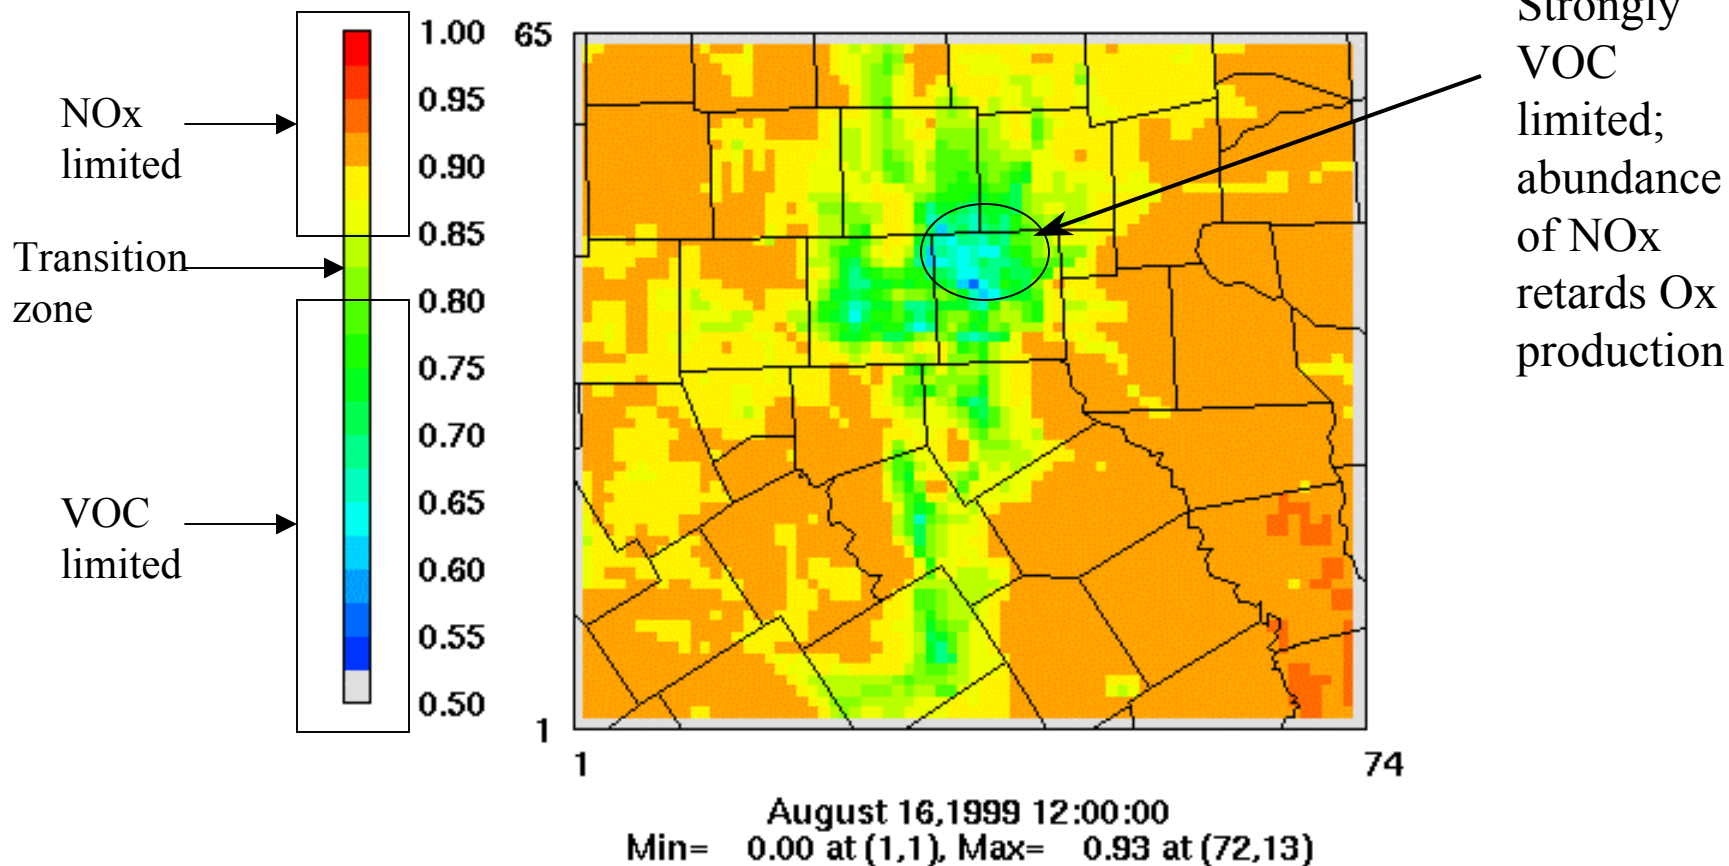 NOx
limited
Transition
zone
VOC
limited
1.00
0.95
0.90
0.85
0.80
0.75
0.70
0.65
0.60
0.55
0.50
65
1
1
74
August 16,1999 12:00:00
Min= 0.00 at (1,1), Max= 0.93 at (72,13)
Strongly
VOC
limited;
abundance
of NOx
retards Ox
production